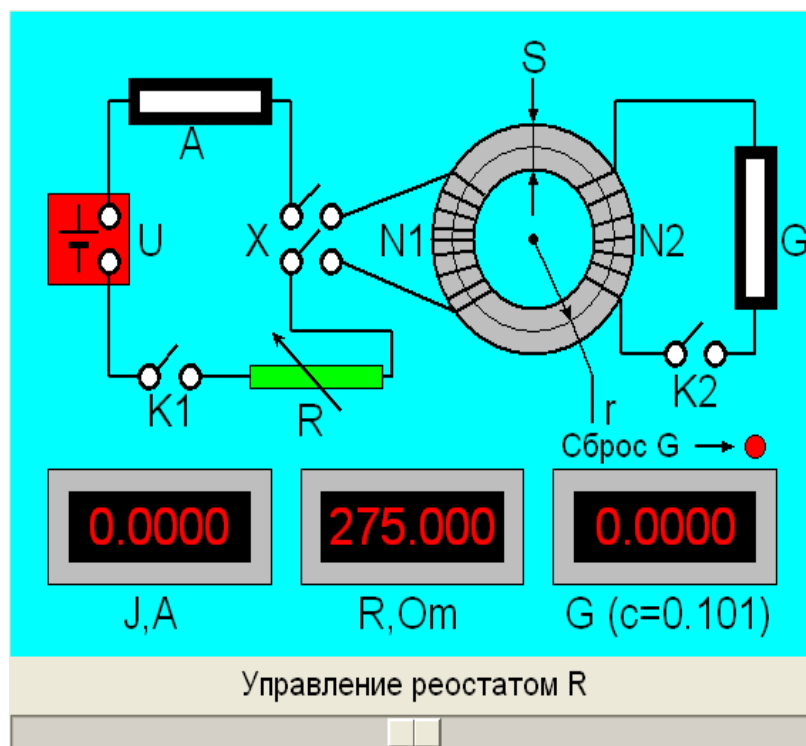 S
A
U
X
N1
N2
G
K1
R
K2
r
Сброс G
0.0000
275.000
0.0000
J,A
R,Om
G (c=0.101)
Управление реостатом R